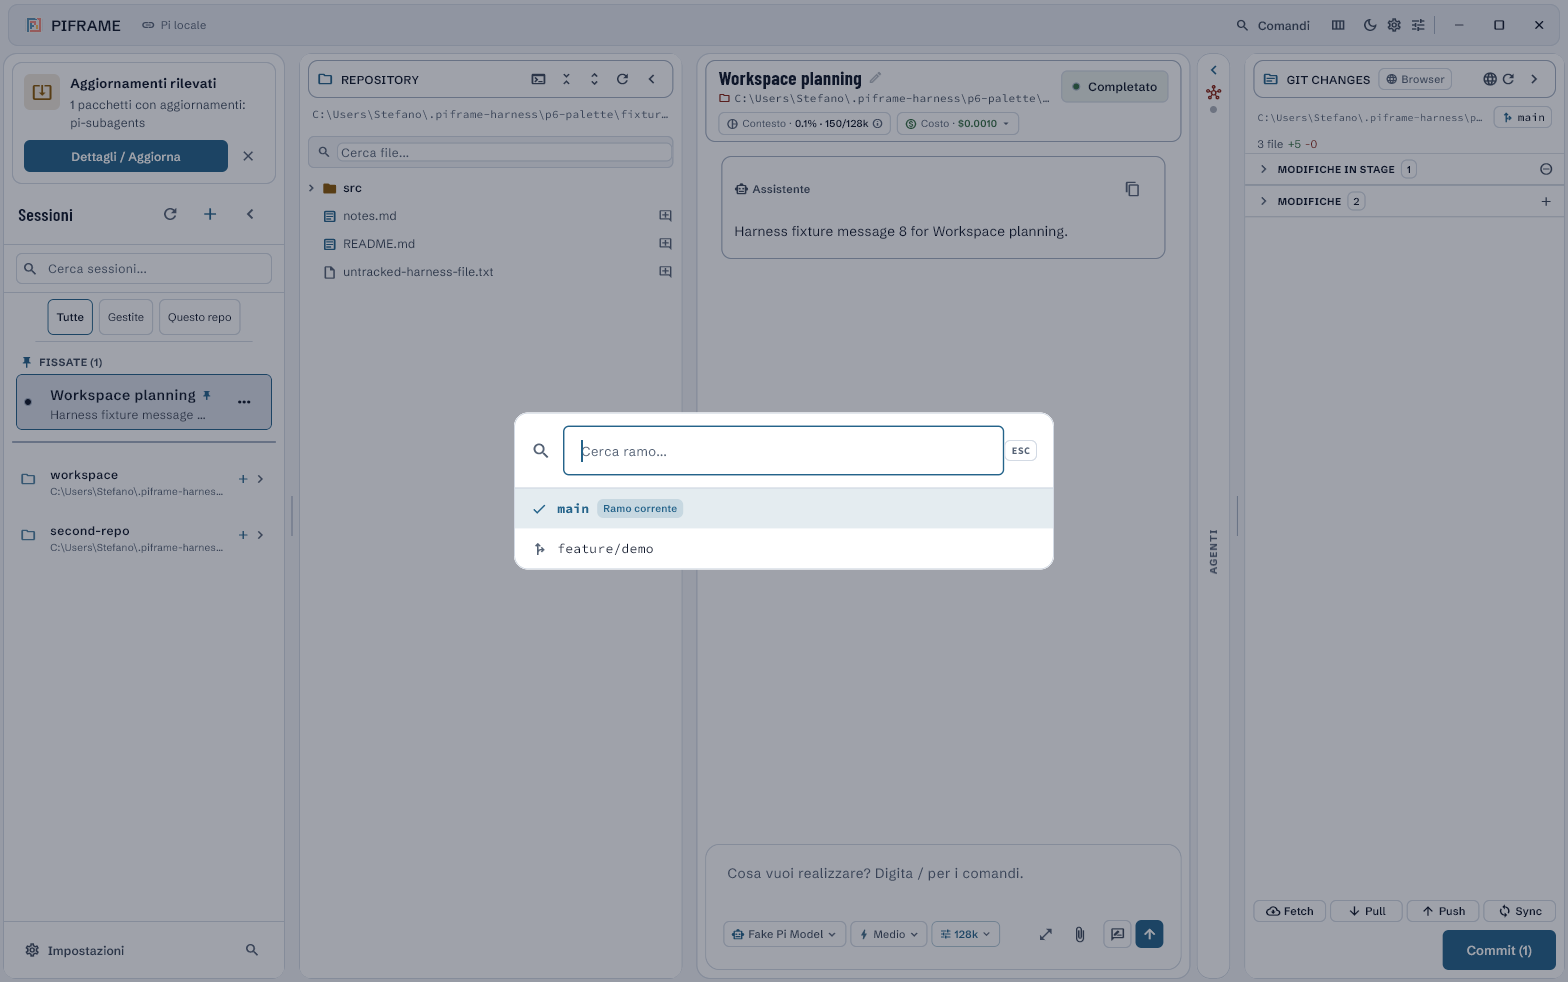 PIFRAME
Pi locale
Comandi
Aggiornamenti rilevati
1 pacchetti con aggiornamenti:
pi-subagents
Dettagli / Aggiorna
Sessioni
Cerca sessioni...
Tutte
Gestite
Questo repo
FISSATE (1)
Workspace planning
Harness fixture message ...
workspace
C:\Users\Stefano\.piframe-harnes...
second-repo
C:\Users\Stefano\.piframe-harnes...
Impostazioni
REPOSITORY
C:\Users\Stefano\.piframe-harness\p6-palette\fixtur...
Cerca file...
src
notes.md
README.md
untracked-harness-file.txt
Workspace planning
C:\Users\Stefano\.piframe-harness\p6-palette\...
Completato
Contesto · 0.1% · 150/128k
Costo · $0.0010
Assistente
Harness fixture message 8 for Workspace planning.
Cerca ramo...
ESC
main Ramo corrente
feature/demo
Cosa vuoi realizzare? Digita / per i comandi.
Fake Pi Model
Medio
128k
AGENTI
GIT CHANGES
Browser
C:\Users\Stefano\.piframe-harness\p...
main
3 file +5 -0
MODIFICHE IN STAGE 1
MODIFICHE 2
Fetch
Pull
Push
Sync
Commit (1)